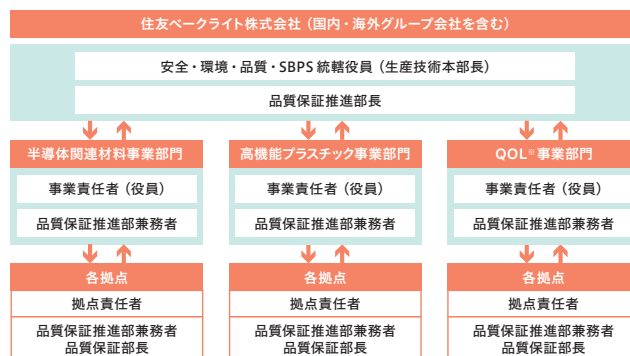 住友ベークライト株式会社（国内・海外グループ会社を含む）
安全・環境・品質・SBPS 統轄役員（生産技術本部長）
品質保証推進部長
半導体関連材料事業部門
事業責任者（役員）
品質保証推進部兼務者
各拠点
拠点責任者
品質保証推進部兼務者
品質保証部長
高機能プラスチック事業部門
事業責任者（役員）
品質保証推進部兼務者
各拠点
拠点責任者
品質保証推進部兼務者
品質保証部長
QOL※事業部門
事業責任者（役員）
品質保証推進部兼務者
各拠点
拠点責任者
品質保証推進部兼務者
品質保証部長